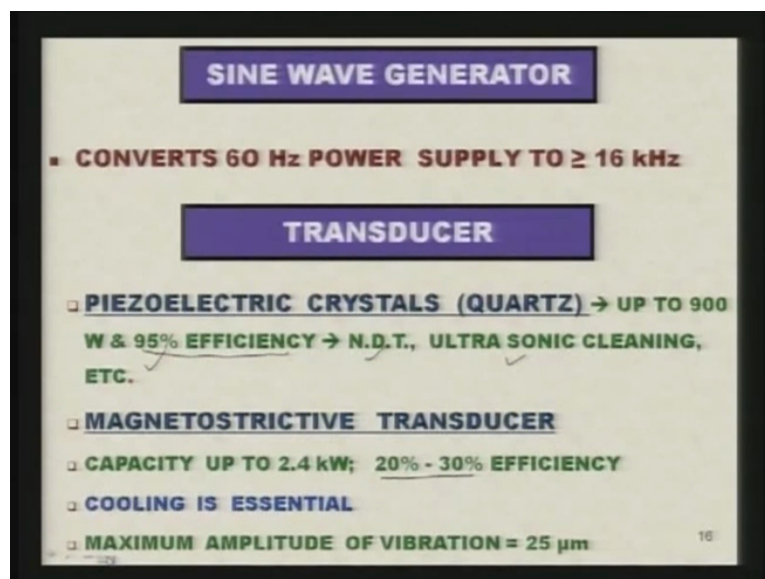 SINE WAVE GENERATOR
▪ CONVERTS 60 Hz POWER SUPPLY TO ≥ 16 kHz
TRANSDUCER
❑ PIEZOELECTRIC CRYSTALS (QUARTZ) → UP TO 900
W & 95% EFFICIENCY → N.D.T., ULTRA SONIC CLEANING,
ETC.
❑ MAGNETOSTRICTIVE TRANSDUCER
❑ CAPACITY UP TO 2.4 kW; 20% - 30% EFFICIENCY
❑ COOLING IS ESSENTIAL
❑ MAXIMUM AMPLITUDE OF VIBRATION = 25 µm
16